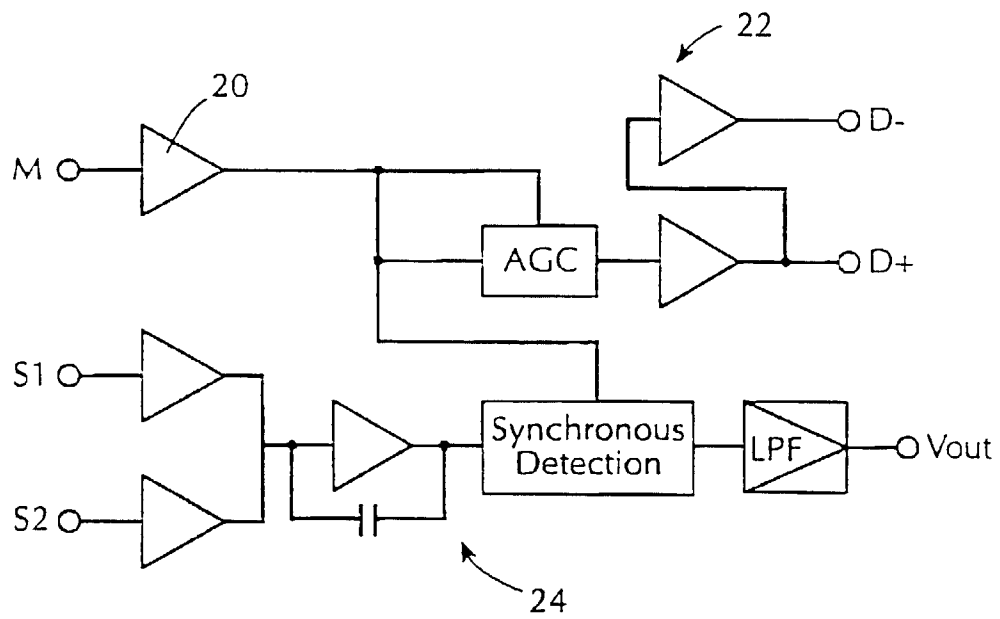 22
20
D-
M
AGC
D+
S1
Synchronous
Detection
LPF
Vout
S2
24